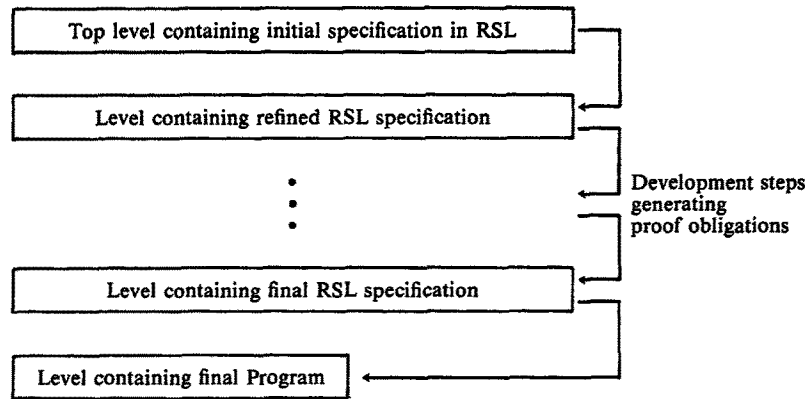 Top level containing initial specification in RSL
Level containing refined RSL specification
Development steps
generating
proof obligations
Level containing final RSL specification
Level containing final Program